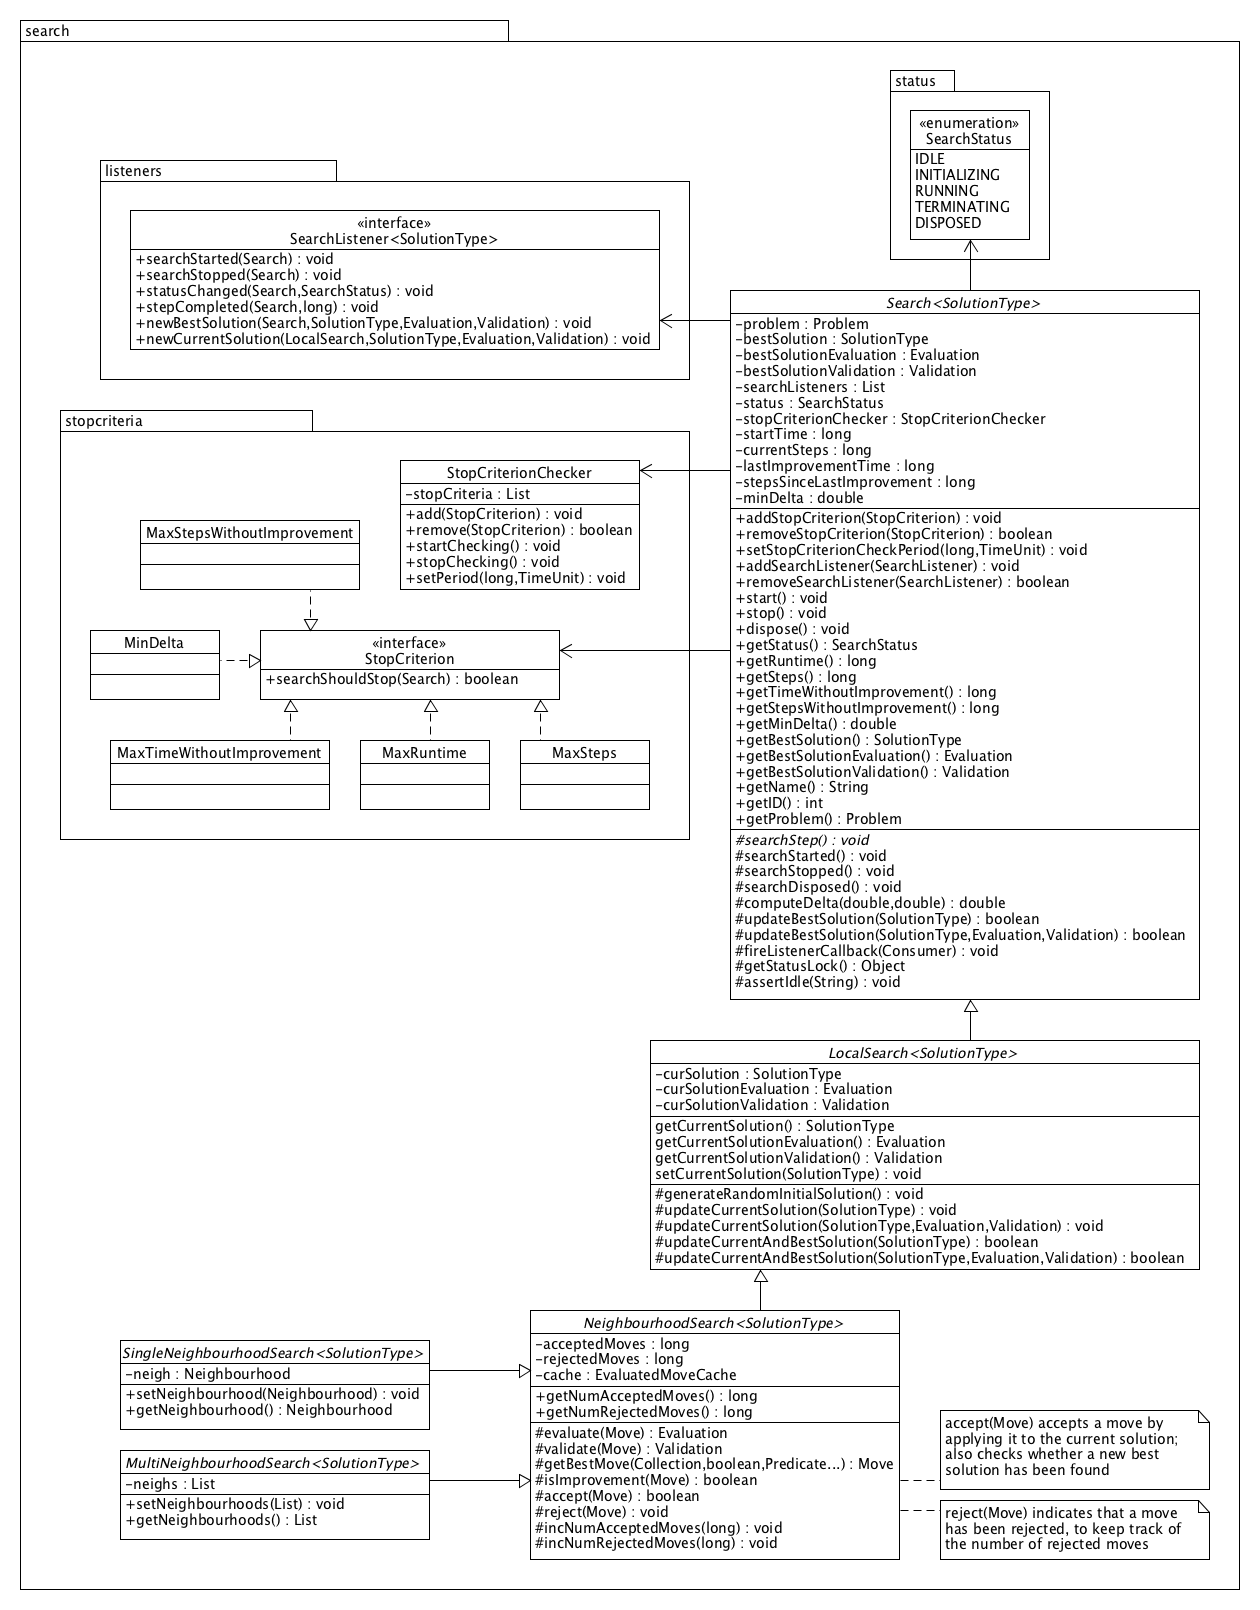 search
status
«enumeration»
SearchStatus
IDLE
INITIALIZING
RUNNING
TERMINATING
DISPOSED
listeners
«interface»
SearchListener<SolutionType>
+searchStarted(Search) : void
+searchStopped(Search) : void
+statusChanged(Search,SearchStatus) : void
+stepCompleted(Search,long) : void
+newBestSolution(Search,SolutionType,Evaluation,Validation) : void
+newCurrentSolution(LocalSearch,SolutionType,Evaluation,Validation) : void
Search<SolutionType>
-problem : Problem
-bestSolution : SolutionType
-bestSolutionEvaluation : Evaluation
-bestSolutionValidation : Validation
-searchListeners : List
-status : SearchStatus
-stopCriterionChecker : StopCriterionChecker
-startTime : long
-currentSteps : long
-lastImprovementTime : long
-stepsSinceLastImprovement : long
-minDelta : double
+addStopCriterion(StopCriterion) : void
+removeStopCriterion(StopCriterion) : boolean
+setStopCriterionCheckPeriod(long,TimeUnit) : void
+addSearchListener(SearchListener) : void
+removeSearchListener(SearchListener) : boolean
+start() : void
+stop() : void
+dispose() : void
+getStatus() : SearchStatus
+getRuntime() : long
+getSteps() : long
+getTimeWithoutImprovement() : long
+getStepsWithoutImprovement() : long
+getMinDelta() : double
+getBestSolution() : SolutionType
+getBestSolutionEvaluation() : Evaluation
+getBestSolutionValidation() : Validation
+getName() : String
+getID() : int
+getProblem() : Problem
#searchStep() : void
#searchStarted() : void
#searchStopped() : void
#searchDisposed() : void
#computeDelta(double,double) : double
#updateBestSolution(SolutionType) : boolean
#updateBestSolution(SolutionType,Evaluation,Validation) : boolean
#fireListenerCallback(Consumer) : void
#getStatusLock() : Object
#assertIdle(String) : void
stopcriteria
StopCriterionChecker
-stopCriteria : List
+add(StopCriterion) : void
+remove(StopCriterion) : boolean
+startChecking() : void
+stopChecking() : void
+setPeriod(long,TimeUnit) : void
MaxStepsWithoutImprovement
MinDelta
«interface»
StopCriterion
+searchShouldStop(Search) : boolean
MaxTimeWithoutImprovement
MaxRuntime
MaxSteps
LocalSearch<SolutionType>
-curSolution : SolutionType
-curSolutionEvaluation : Evaluation
-curSolutionValidation : Validation
getCurrentSolution() : SolutionType
getCurrentSolutionEvaluation() : Evaluation
getCurrentSolutionValidation() : Validation
setCurrentSolution(SolutionType) : void
#generateRandomInitialSolution() : void
#updateCurrentSolution(SolutionType) : void
#updateCurrentSolution(SolutionType,Evaluation,Validation) : void
#updateCurrentAndBestSolution(SolutionType) : boolean
#updateCurrentAndBestSolution(SolutionType,Evaluation,Validation) : boolean
NeighbourhoodSearch<SolutionType>
-acceptedMoves : long
-rejectedMoves : long
-cache : EvaluatedMoveCache
+getNumAcceptedMoves() : long
+getNumRejectedMoves() : long
#evaluate(Move) : Evaluation
#validate(Move) : Validation
#getBestMove(Collection,boolean,Predicate...) : Move
#isImprovement(Move) : boolean
#accept(Move) : boolean
#reject(Move) : void
#incNumAcceptedMoves(long) : void
#incNumRejectedMoves(long) : void
SingleNeighbourhoodSearch<SolutionType>
-neigh : Neighbourhood
+setNeighbourhood(Neighbourhood) : void
+getNeighbourhood() : Neighbourhood
MultiNeighbourhoodSearch<SolutionType>
-neighs : List
+setNeighbourhoods(List) : void
+getNeighbourhoods() : List
accept(Move) accepts a move by
applying it to the current solution;
also checks whether a new best
solution has been found
reject(Move) indicates that a move
has been rejected, to keep track of
the number of rejected moves